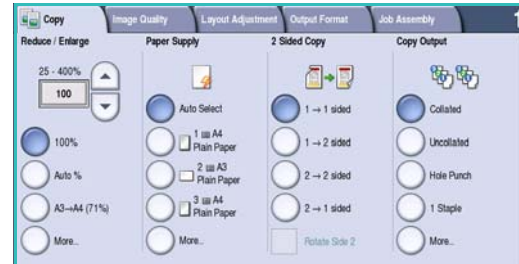 Copy
Image Quality
Layout Adjustment
Output Format
Job Assembly
1
Reduce / Enlarge
Paper Supply
2 Sided Copy
Copy Output
25 - 400%
100
100%
Auto %
A3→A4 (71%)
More...
Auto Select
1 A4
Plain Paper
2 A3
Plain Paper
3 A4
Plain Paper
More...
1 → 1 sided
1 → 2 sided
2 → 2 sided
2 → 1 sided
Rotate Side 2
Collated
Uncollated
Hole Punch
1 Staple
More...